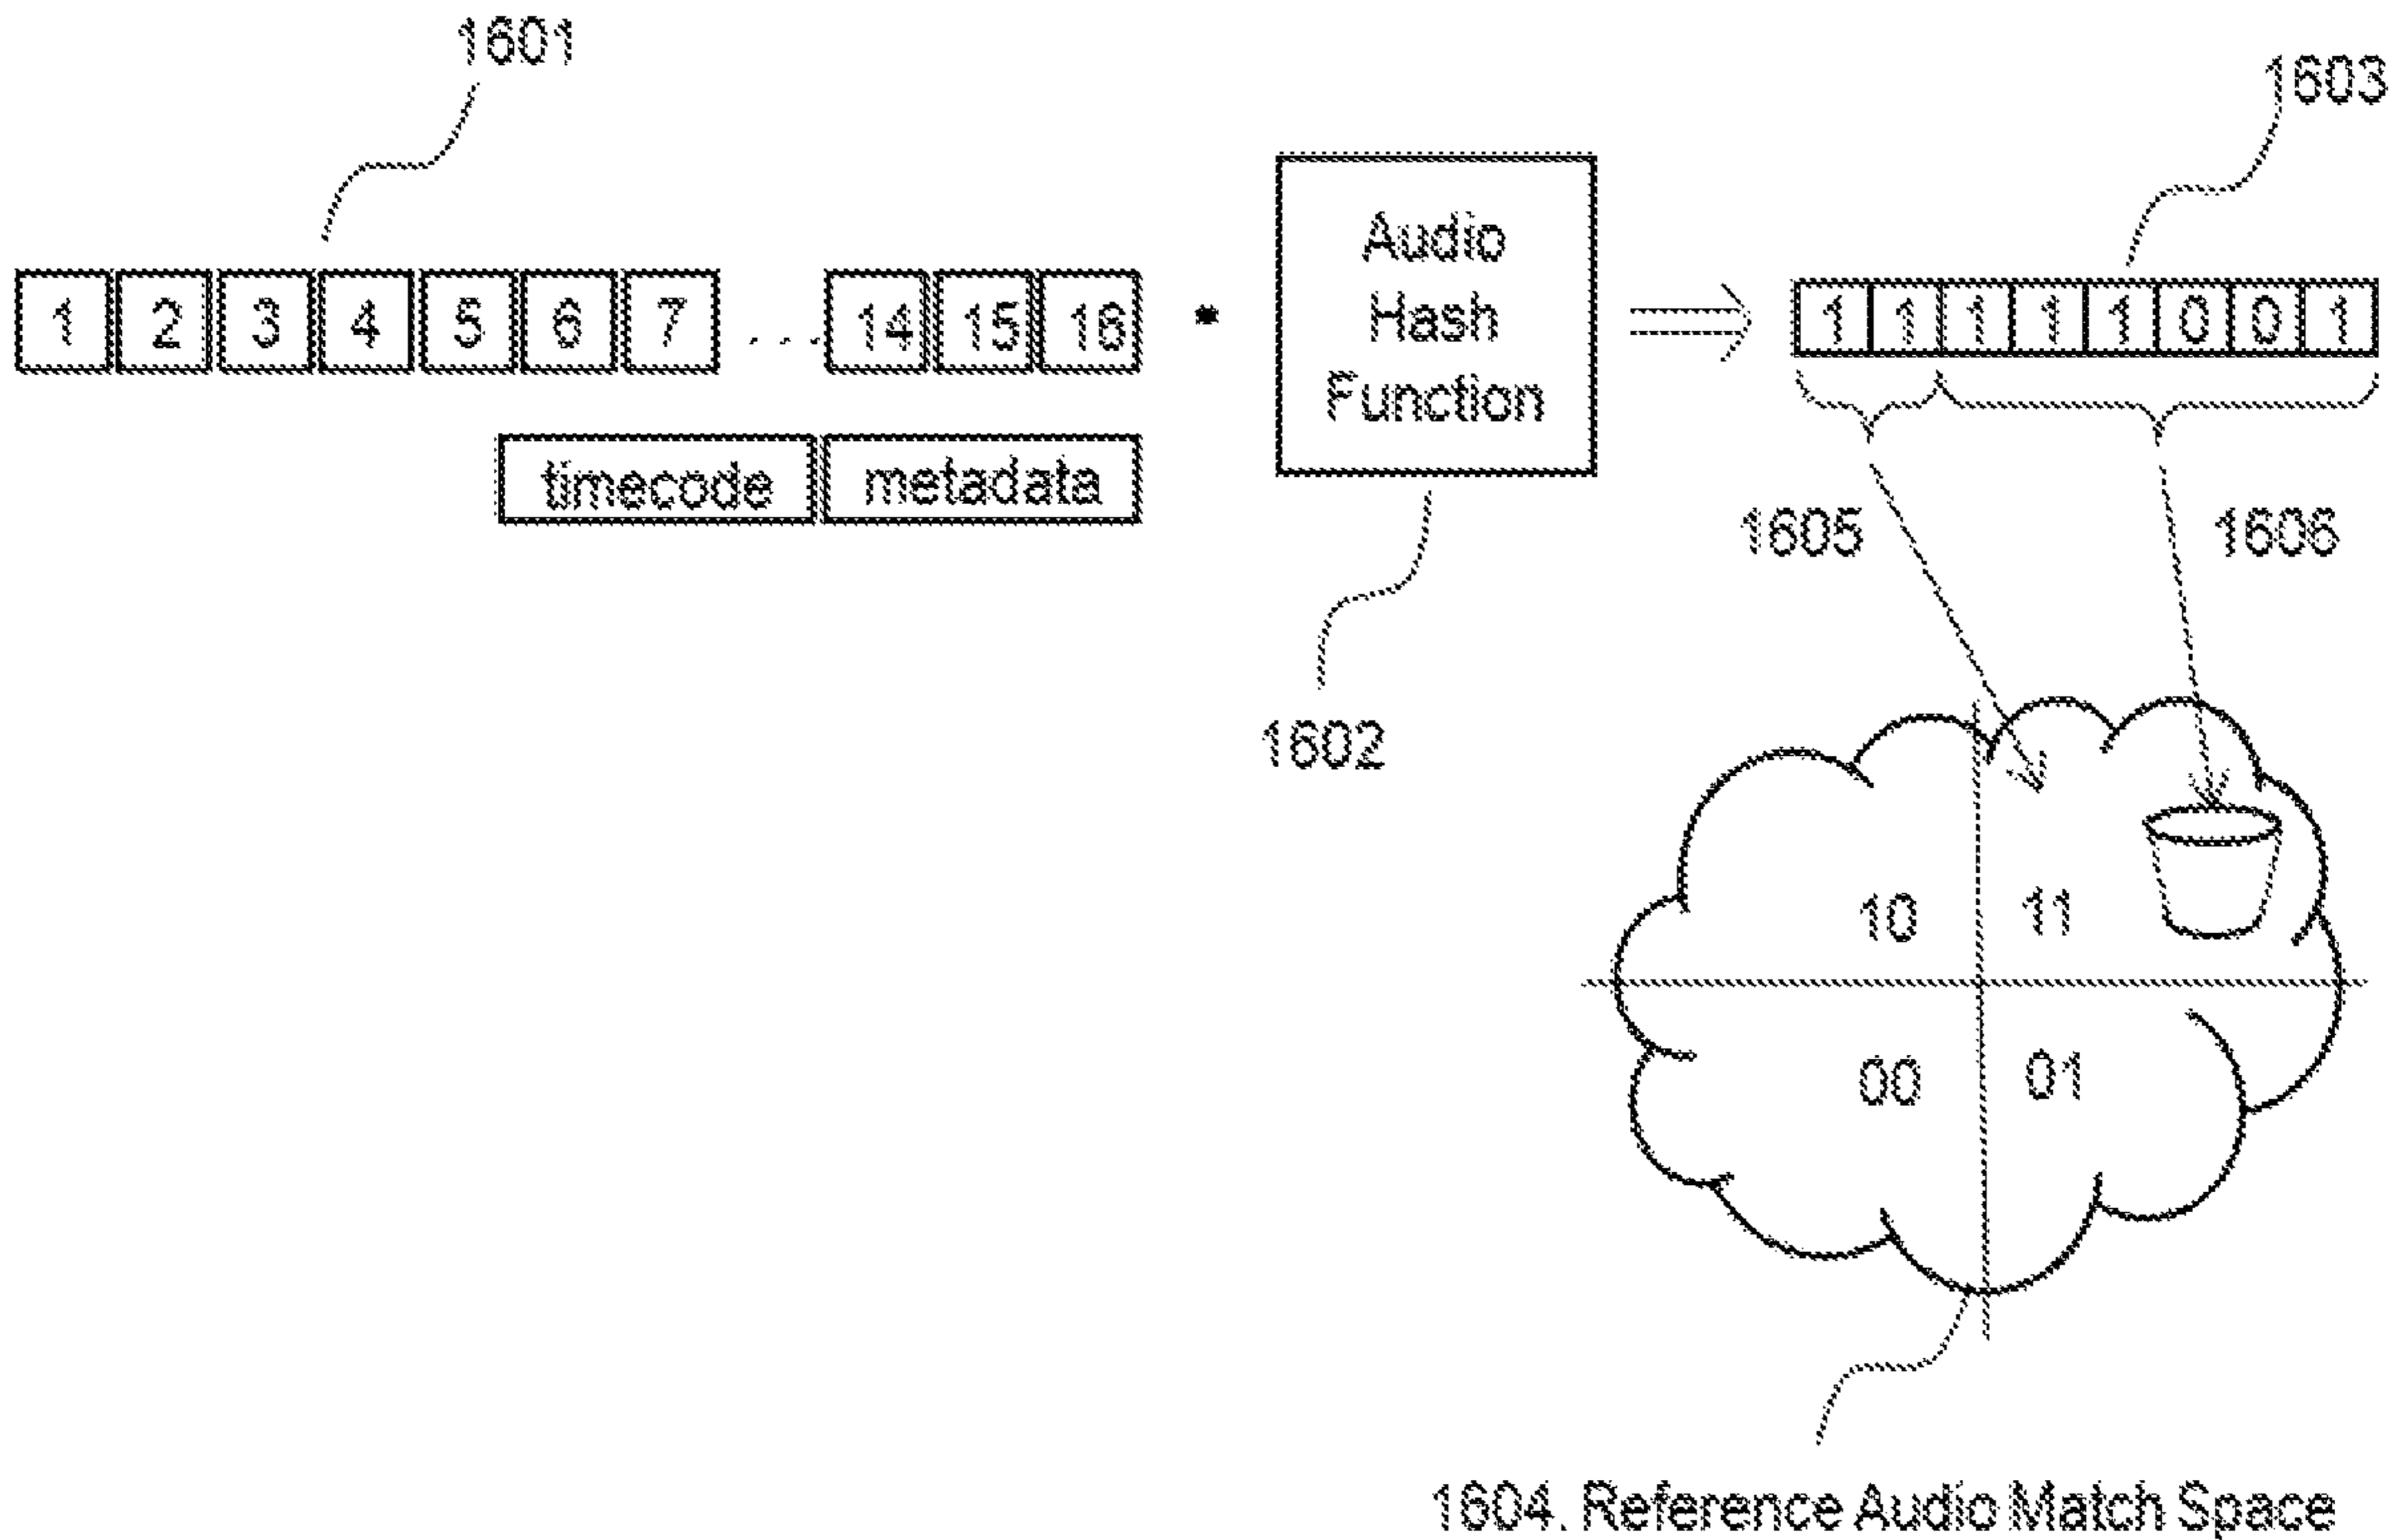 1601
1603
1 2 3 4 5 6 7 ... 14 15 16 * Audio
Hash
Function
1 1 1 1 1 0 0 1
timecode metadata
1605 1606
1602
10 11
00 01
1604. Reference Audio Match Space